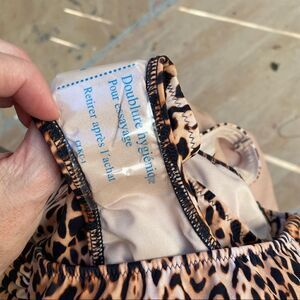 Doublure hygiénique
Pour essayage
Retirer après l'achat